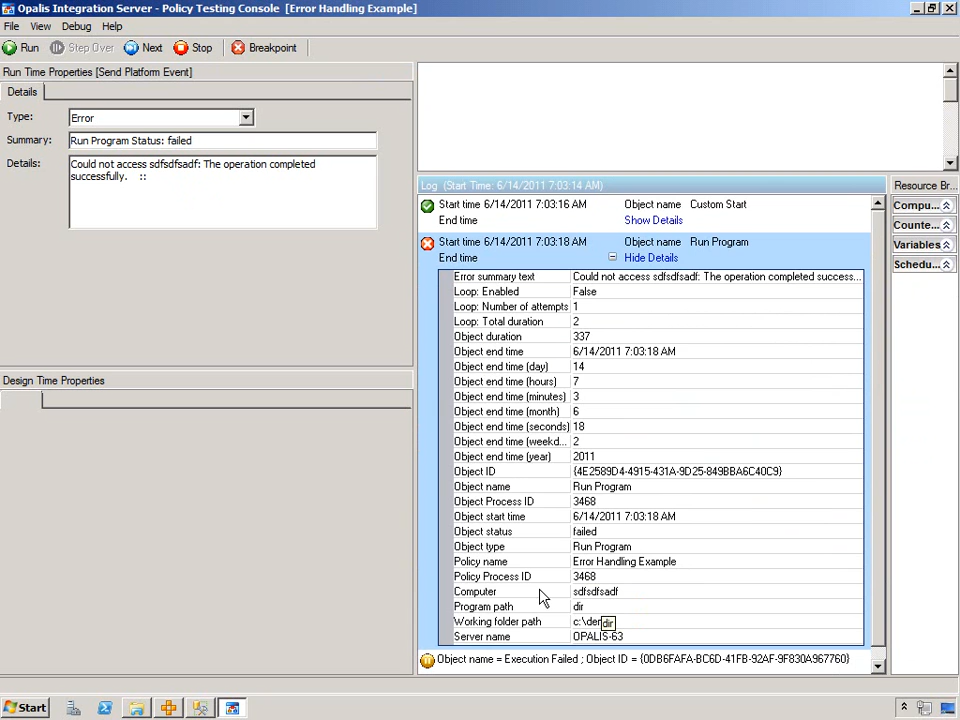 Opalis Integration Server - Policy Testing Console [Error Handling Example]
File View Debug Help
Run Step Over Next Stop Breakpoint
Run Time Properties [Send Platform Event]
Details
Type: Error
Summary: Run Program Status: failed
Details: Could not access sdfsdfsadf: The operation completed
successfully. ::
Design Time Properties
Log (Start Time: 6/14/2011 7:03:14 AM)
Start time 6/14/2011 7:03:16 AM Object name Custom Start
End time Show Details
Start time 6/14/2011 7:03:18 AM Object name Run Program
End time Hide Details
Error summary text Could not access sdfsdfsadf: The operation completed success...
Loop: Enabled False
Loop: Number of attempts 1
Loop: Total duration 2
Object duration 337
Object end time 6/14/2011 7:03:18 AM
Object end time (day) 14
Object end time (hours) 7
Object end time (minutes) 3
Object end time (month) 6
Object end time (seconds) 18
Object end time (weekd... 2
Object end time (year) 2011
Object ID {4E2589D4-4915-431A-9D25-849BBA6C40C9}
Object name Run Program
Object Process ID 3468
Object start time 6/14/2011 7:03:18 AM
Object status failed
Object type Run Program
Policy name Error Handling Example
Policy Process ID 3468
Computer sdfsdfsadf
Program path dir
Working folder path c:\der dir
Server name OPALIS-63
Object name = Execution Failed ; Object ID = {0DB6FAFA-BC6D-41FB-92AF-9F830A967760}
Resource Br...
Compu...
Counte...
Variables
Schedu...
Start